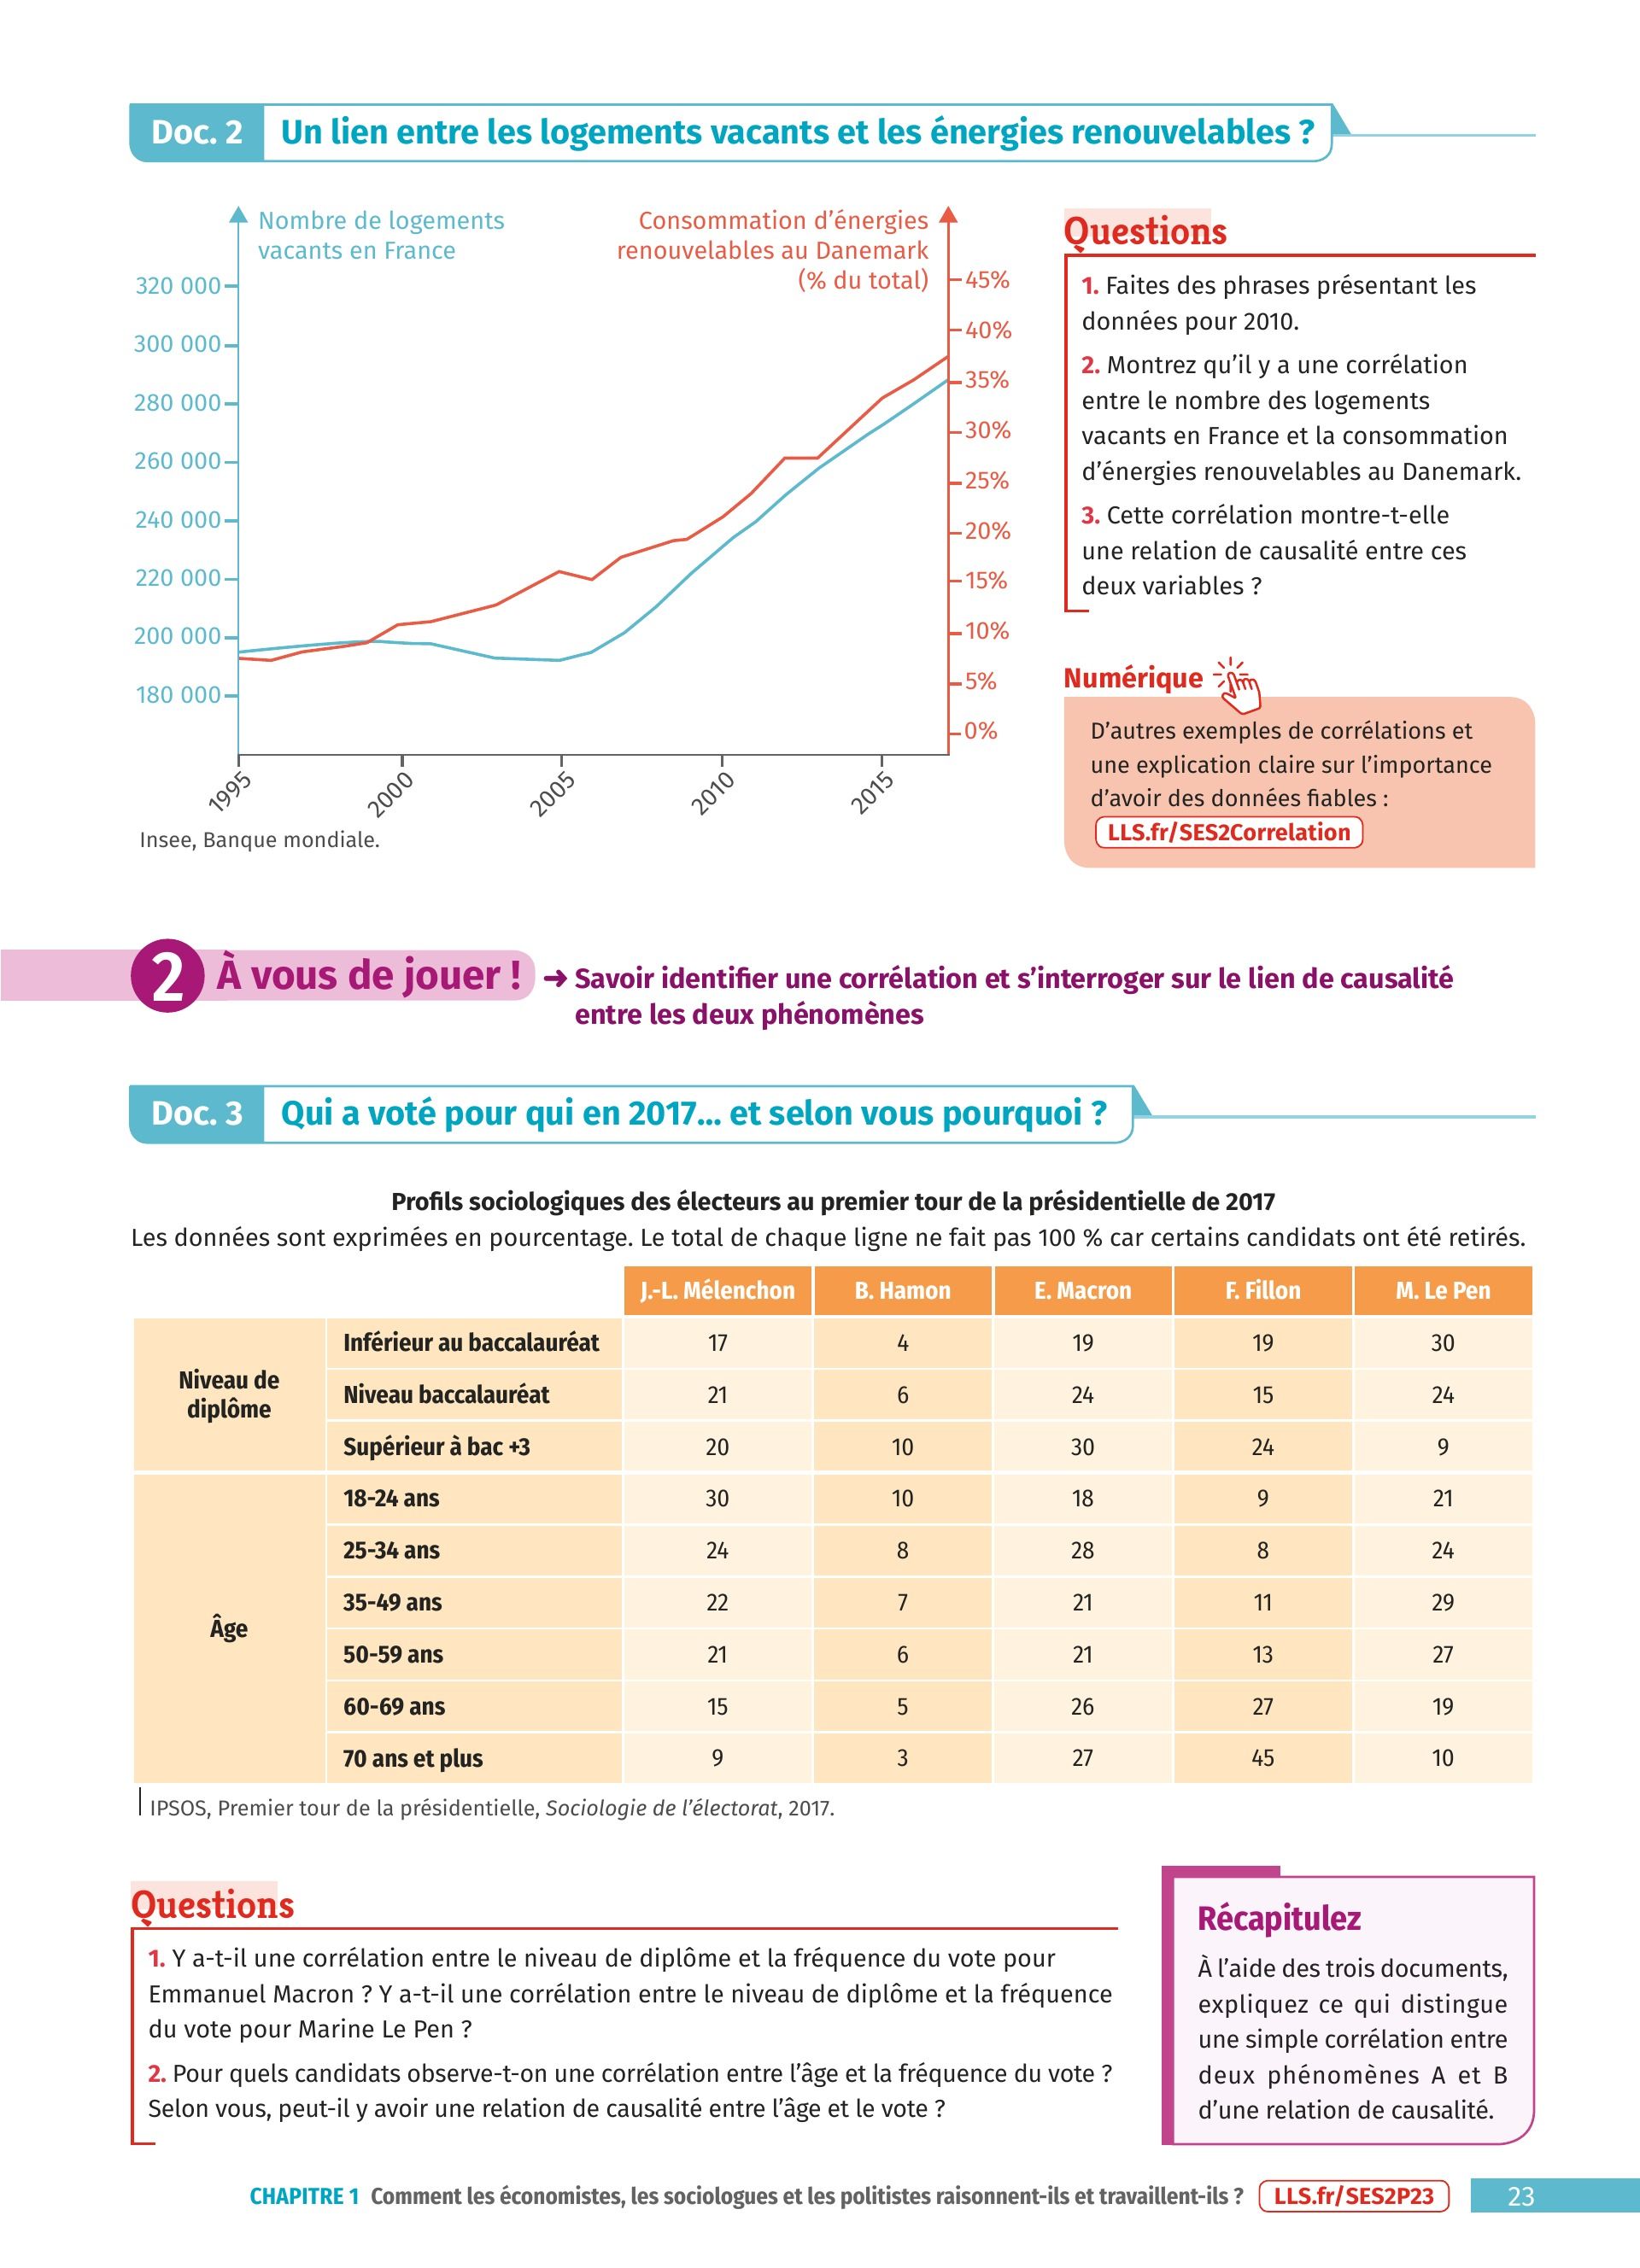 Doc. 2 Un lien entre les logements vacants et les énergies renouvelables ?
Nombre de logements
vacants en France
Consommation d'énergies
renouvelables au Danemark
(% du total)
320 000
300 000
280 000
260 000
240 000
220 000
200 000
180 000
45%
40%
35%
30%
25%
20%
15%
10%
5%
0%
1995
2000
2005
2010
2015
Insee, Banque mondiale.
Questions
1. Faites des phrases présentant les
données pour 2010.
2. Montrez qu'il y a une corrélation
entre le nombre des logements
vacants en France et la consommation
d'énergies renouvelables au Danemark.
3. Cette corrélation montre-t-elle
une relation de causalité entre ces
deux variables ?
Numérique
D'autres exemples de corrélations et
une explication claire sur l'importance
d'avoir des données fiables :
LLS.fr/SES2Correlation
2 À vous de jouer ! → Savoir identifier une corrélation et s'interroger sur le lien de causalité
entre les deux phénomènes
Doc. 3 Qui a voté pour qui en 2017... et selon vous pourquoi ?
Profils sociologiques des électeurs au premier tour de la présidentielle de 2017
Les données sont exprimées en pourcentage. Le total de chaque ligne ne fait pas 100 % car certains candidats ont été retirés.
J.-L. Mélenchon B. Hamon E. Macron F. Fillon M. Le Pen
Niveau de
diplôme
Inférieur au baccalauréat 17 4 19 19 30
Niveau baccalauréat 21 6 24 15 24
Supérieur à bac +3 20 10 30 24 9
Âge
18-24 ans 30 10 18 9 21
25-34 ans 24 8 28 8 24
35-49 ans 22 7 21 11 29
50-59 ans 21 6 21 13 27
60-69 ans 15 5 26 27 19
70 ans et plus 9 3 27 45 10
IPSOS, Premier tour de la présidentielle, Sociologie de l'électorat, 2017.
Questions
1. Y a-t-il une corrélation entre le niveau de diplôme et la fréquence du vote pour
Emmanuel Macron ? Y a-t-il une corrélation entre le niveau de diplôme et la fréquence
du vote pour Marine Le Pen ?
2. Pour quels candidats observe-t-on une corrélation entre l'âge et la fréquence du vote ?
Selon vous, peut-il y avoir une relation de causalité entre l'âge et le vote ?
Récapitulez
À l'aide des trois documents,
expliquez ce qui distingue
une simple corrélation entre
deux phénomènes A et B
d'une relation de causalité.
CHAPITRE 1 Comment les économistes, les sociologues et les politistes raisonnent-ils et travaillent-ils ? LLS.fr/SES2P23 23